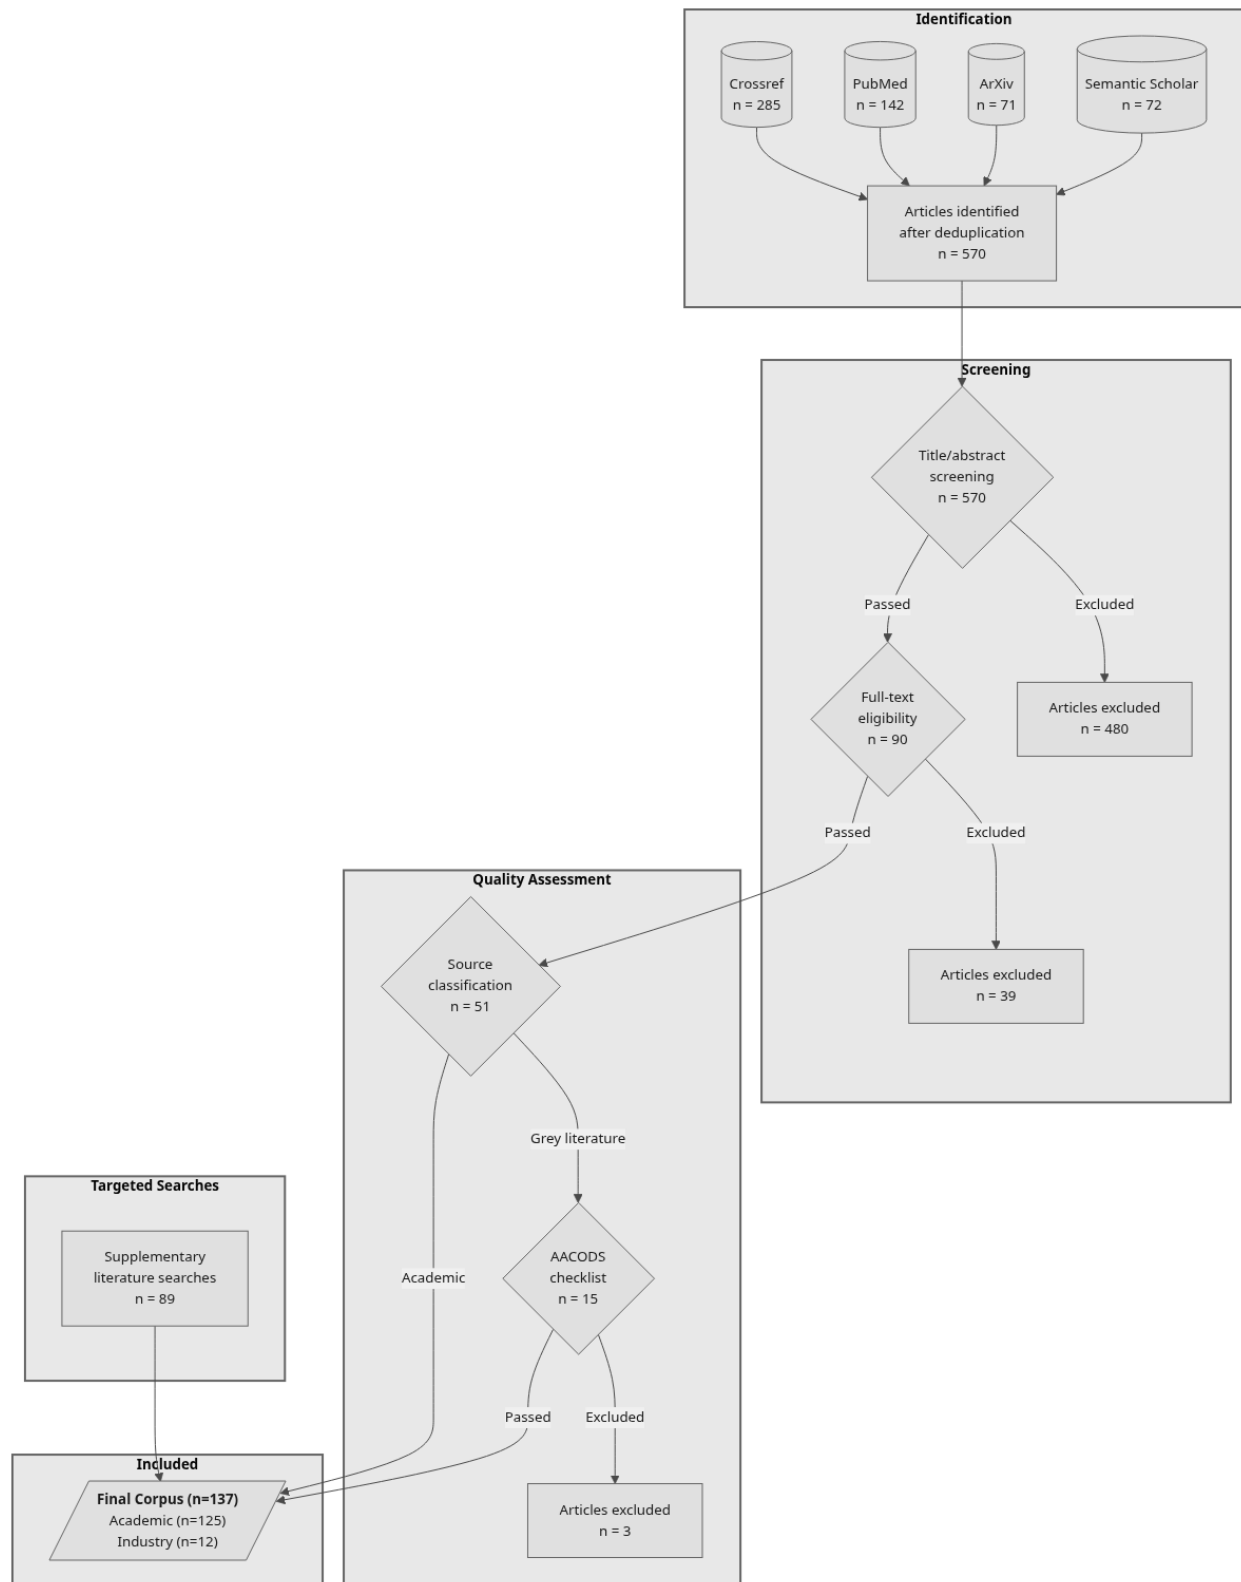 Identification
Crossref
n = 285
PubMed
n = 142
ArXiv
n = 71
Semantic Scholar
n = 72
Articles identified
after deduplication
n = 570
Screening
Title/abstract
screening
n = 570
Passed
Excluded
Full-text
eligibility
n = 90
Articles excluded
n = 480
Passed
Excluded
Articles excluded
n = 39
Quality Assessment
Source
classification
n = 51
Grey literature
Academic
AACODS
checklist
n = 15
Passed
Excluded
Articles excluded
n = 3
Targeted Searches
Supplementary
literature searches
n = 89
Included
Final Corpus (n=137)
Academic (n=125)
Industry (n=12)